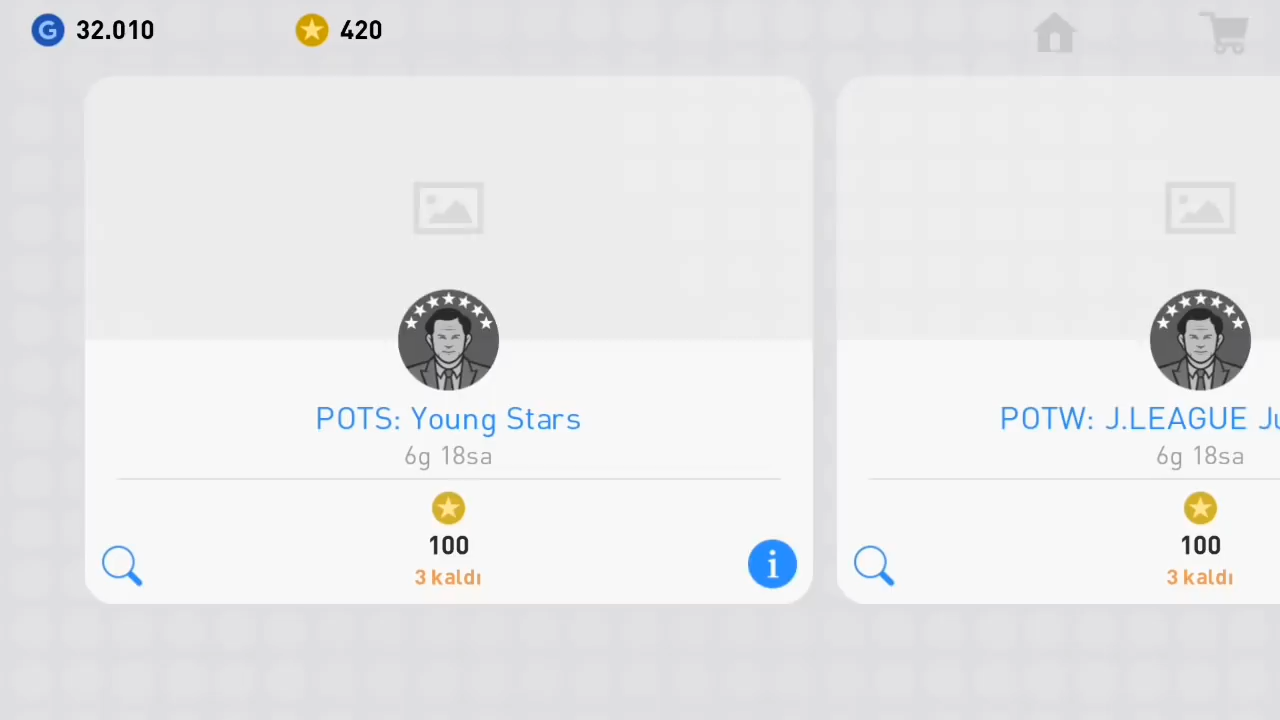 G 32.010
420
POTS: Young Stars
6g 18sa
100
3 kaldı
i
POTW: J.LEAGUE
6g 18sa
100
3 kaldı